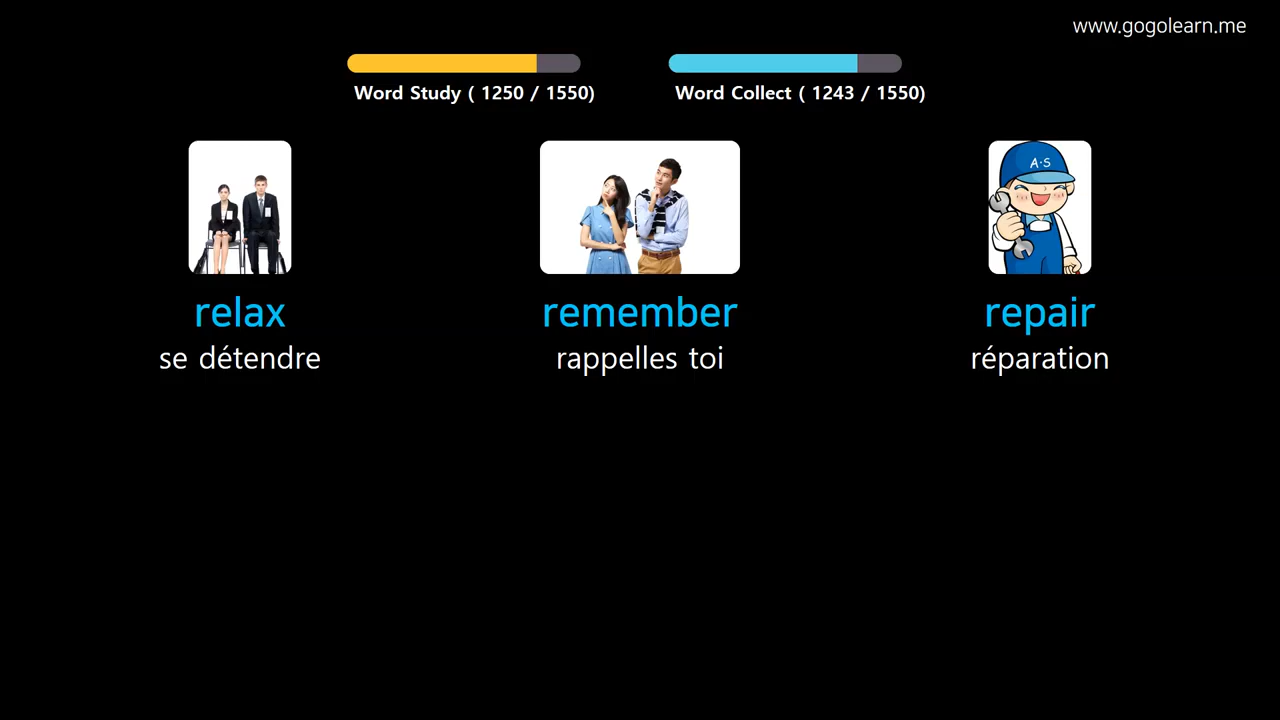 www.gogolearn.me
Word Study ( 1250 / 1550)
Word Collect ( 1243 / 1550)
A·S
relax
remember
repair
se détendre
rappelles toi
réparation